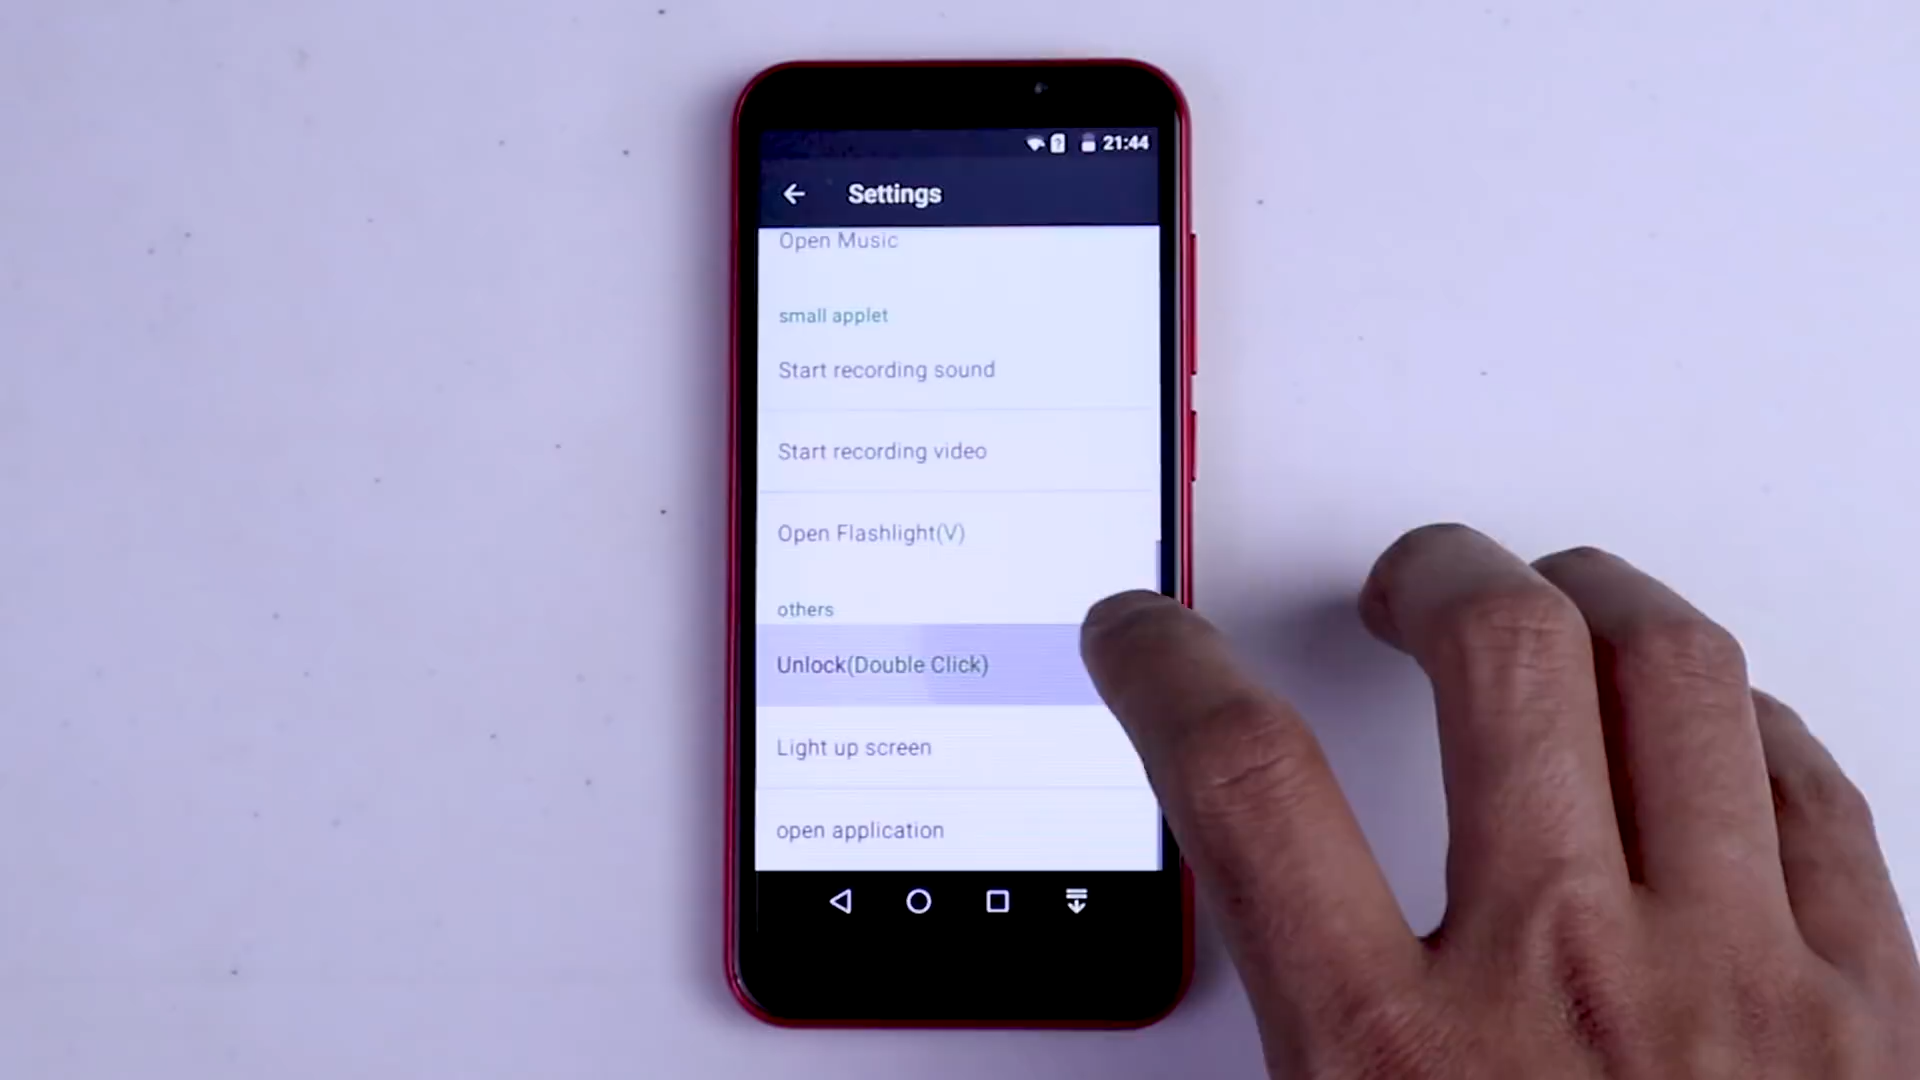 21:44
Settings
Open Music
small applet
Start recording sound
Start recording video
Open Flashlight(V)
others
Unlock(Double Click)
Light up screen
open application